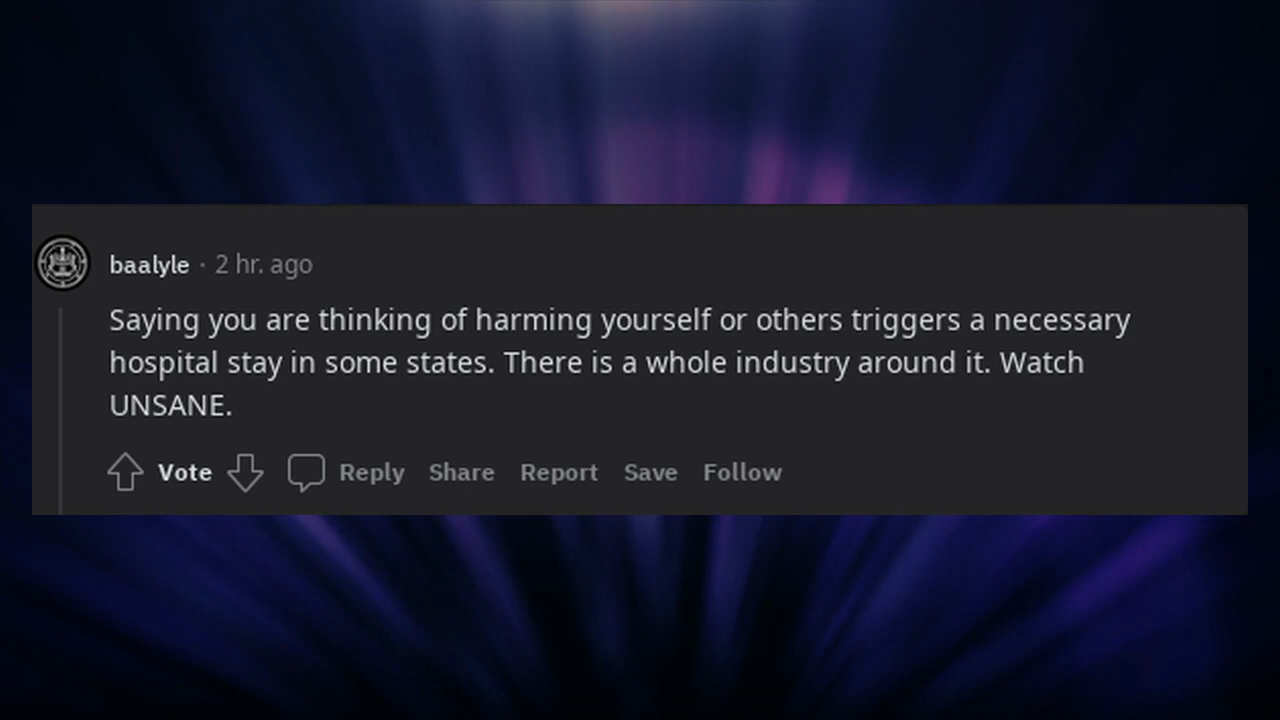 baalyle · 2 hr. ago
Saying you are thinking of harming yourself or others triggers a necessary
hospital stay in some states. There is a whole industry around it. Watch
UNSANE.
Vote Reply Share Report Save Follow